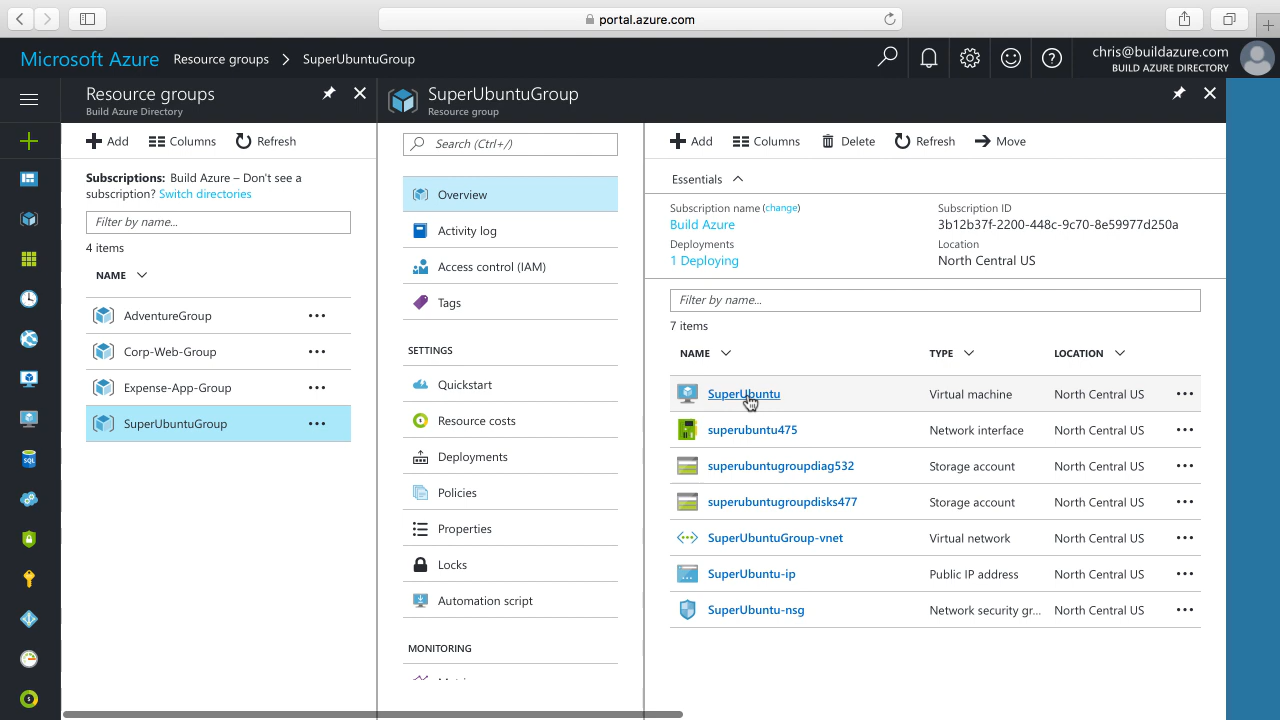 portal.azure.com
Microsoft Azure Resource groups > SuperUbuntuGroup
chris@buildazure.com
BUILD AZURE DIRECTORY
Resource groups
Build Azure Directory
Add Columns Refresh
Subscriptions: Build Azure – Don't see a
subscription? Switch directories
Filter by name...
4 items
NAME
AdventureGroup
Corp-Web-Group
Expense-App-Group
SuperUbuntuGroup
SuperUbuntuGroup
Resource group
Search (Ctrl+/)
Overview
Activity log
Access control (IAM)
Tags
SETTINGS
Quickstart
Resource costs
Deployments
Policies
Properties
Locks
Automation script
MONITORING
Add Columns Delete Refresh Move
Essentials
Subscription name (change) Subscription ID
Build Azure 3b12b37f-2200-448c-9c70-8e59977d250a
Deployments Location
1 Deploying North Central US
Filter by name...
7 items
NAME TYPE LOCATION
SuperUbuntu Virtual machine North Central US
superubuntu475 Network interface North Central US
superubuntugroupdiag532 Storage account North Central US
superubuntugroupdisks477 Storage account North Central US
SuperUbuntuGroup-vnet Virtual network North Central US
SuperUbuntu-ip Public IP address North Central US
SuperUbuntu-nsg Network security gr... North Central US